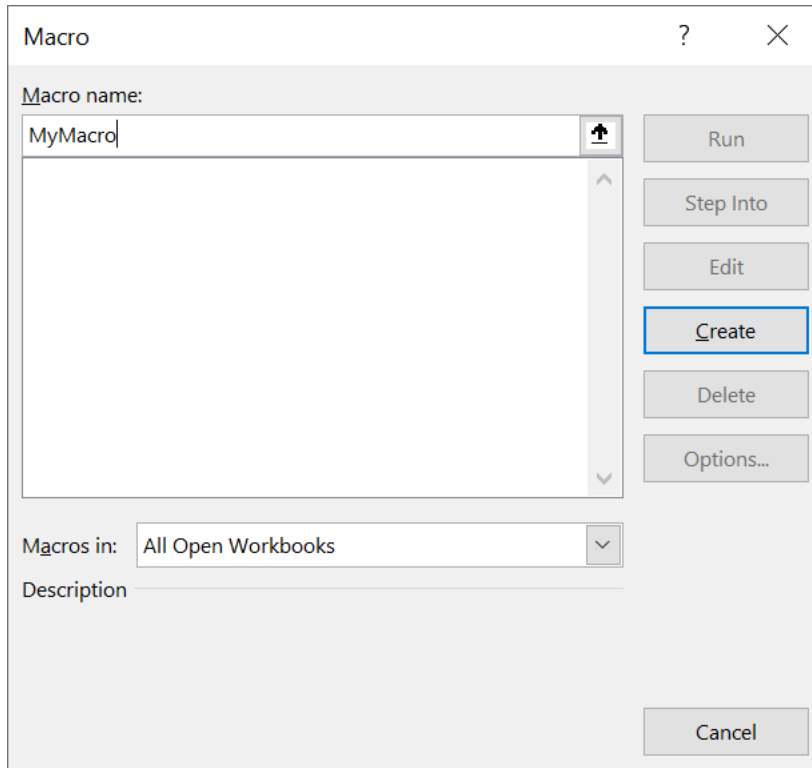 Macro
?
Macro name:
MyMacro
Run
Step Into
Edit
Create
Delete
Options...
Macros in:
All Open Workbooks
Description
Cancel